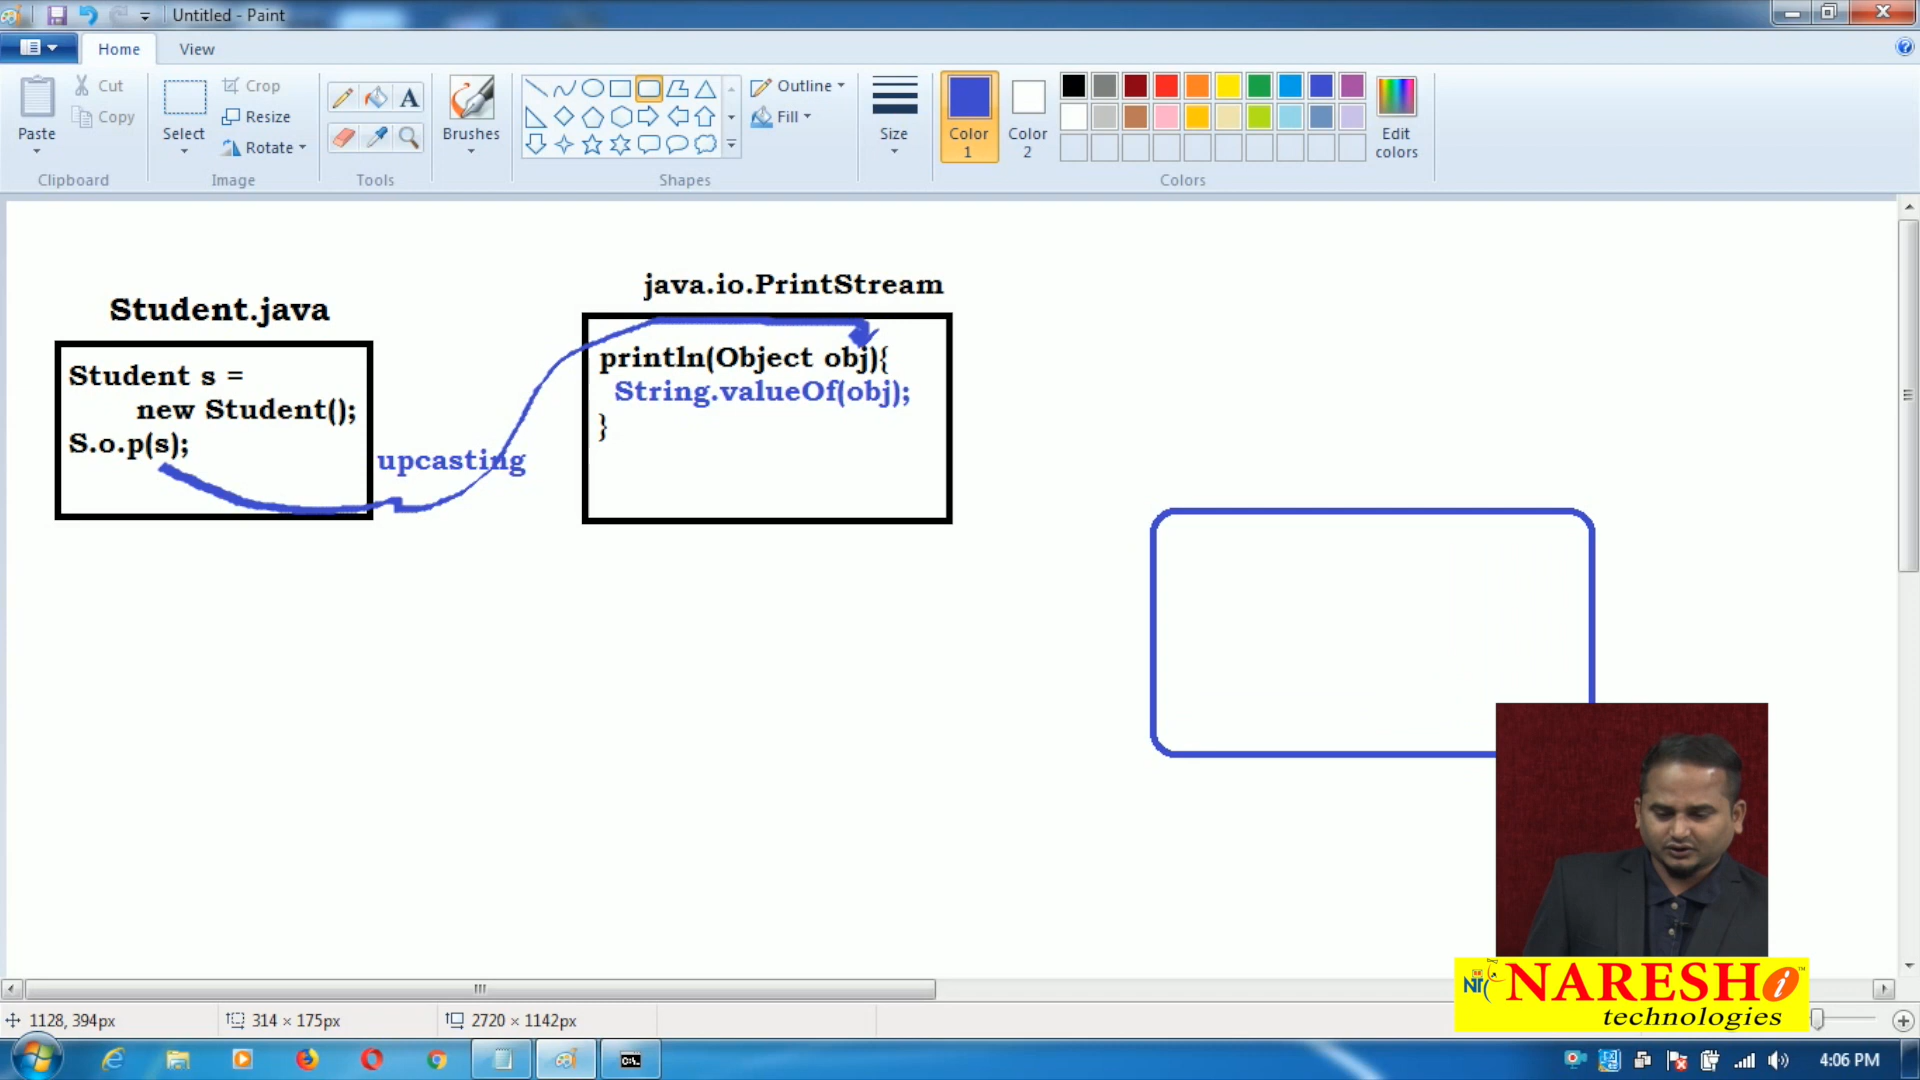 Untitled - Paint
Home
View
Paste
Cut
Copy
Clipboard
Select
Crop
Resize
Rotate
Image
A
Tools
Brushes
Shapes
Outline
Fill
Size
Color
1
Color
2
Edit
colors
Colors
Student.java
Student s =
new Student();
S.o.p(s);
upcasting
java.io.PrintStream
println(Object obj){
String.valueOf(obj);
}
NARESH i
technologies
1128, 394px
314 × 175px
2720 × 1142px
4:06 PM